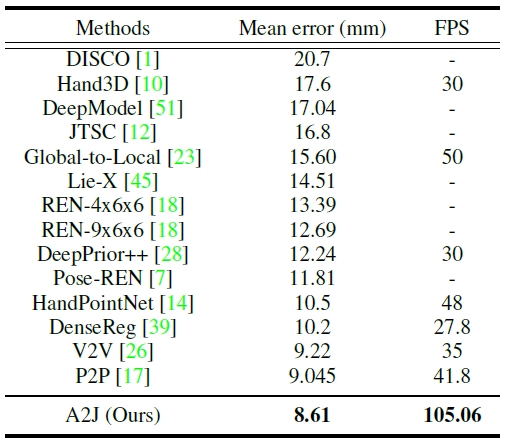 Methods Mean error (mm) FPS
DISCO [1] 20.7 -
Hand3D [10] 17.6 30
DeepModel [51] 17.04 -
JTSC [12] 16.8 -
Global-to-Local [23] 15.60 50
Lie-X [45] 14.51 -
REN-4x6x6 [18] 13.39 -
REN-9x6x6 [18] 12.69 -
DeepPrior++ [28] 12.24 30
Pose-REN [7] 11.81 -
HandPointNet [14] 10.5 48
DenseReg [39] 10.2 27.8
V2V [26] 9.22 35
P2P [17] 9.045 41.8
A2J (Ours) 8.61 105.06